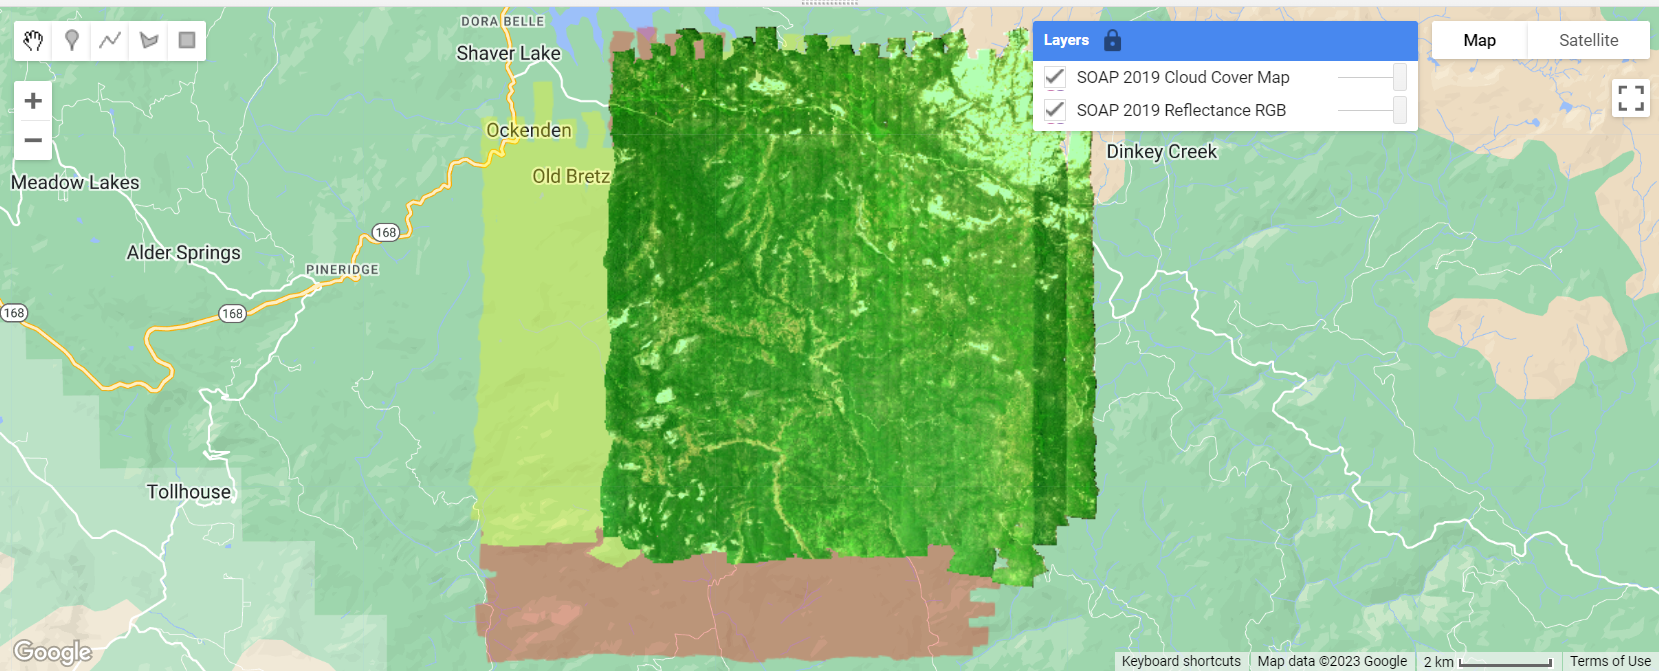 DORA BELLE
Shaver Lake
Layers
Map
Satellite
SOAP 2019 Cloud Cover Map
SOAP 2019 Reflectance RGB
Ockenden
Dinkey Creek
Old Bretz
Meadow Lakes
168
Alder Springs
PINERIDGE
168
168
Tollhouse
Google
Keyboard shortcuts
Map data ©2023 Google
2 km
Terms of Use